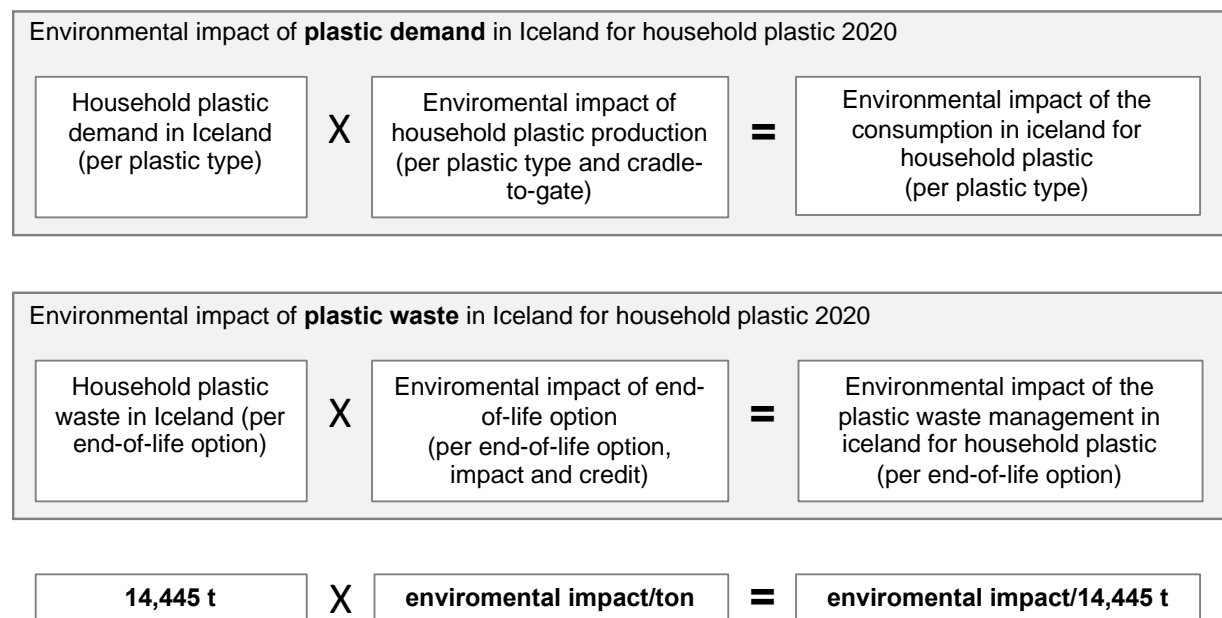 Environmental impact of plastic demand in Iceland for household plastic 2020
Household plastic
demand in Iceland
(per plastic type)
X
Enviromental impact of
household plastic production
(per plastic type and cradle-
to-gate)
=
Environmental impact of the
consumption in iceland for
household plastic
(per plastic type)
Environmental impact of plastic waste in Iceland for household plastic 2020
Household plastic
waste in Iceland (per
end-of-life option)
X
Enviromental impact of end-
of-life option
(per end-of-life option,
impact and credit)
=
Environmental impact of the
plastic waste management in
iceland for household plastic
(per end-of-life option)
14,445 t
X
enviromental impact/ton
=
enviromental impact/14,445 t